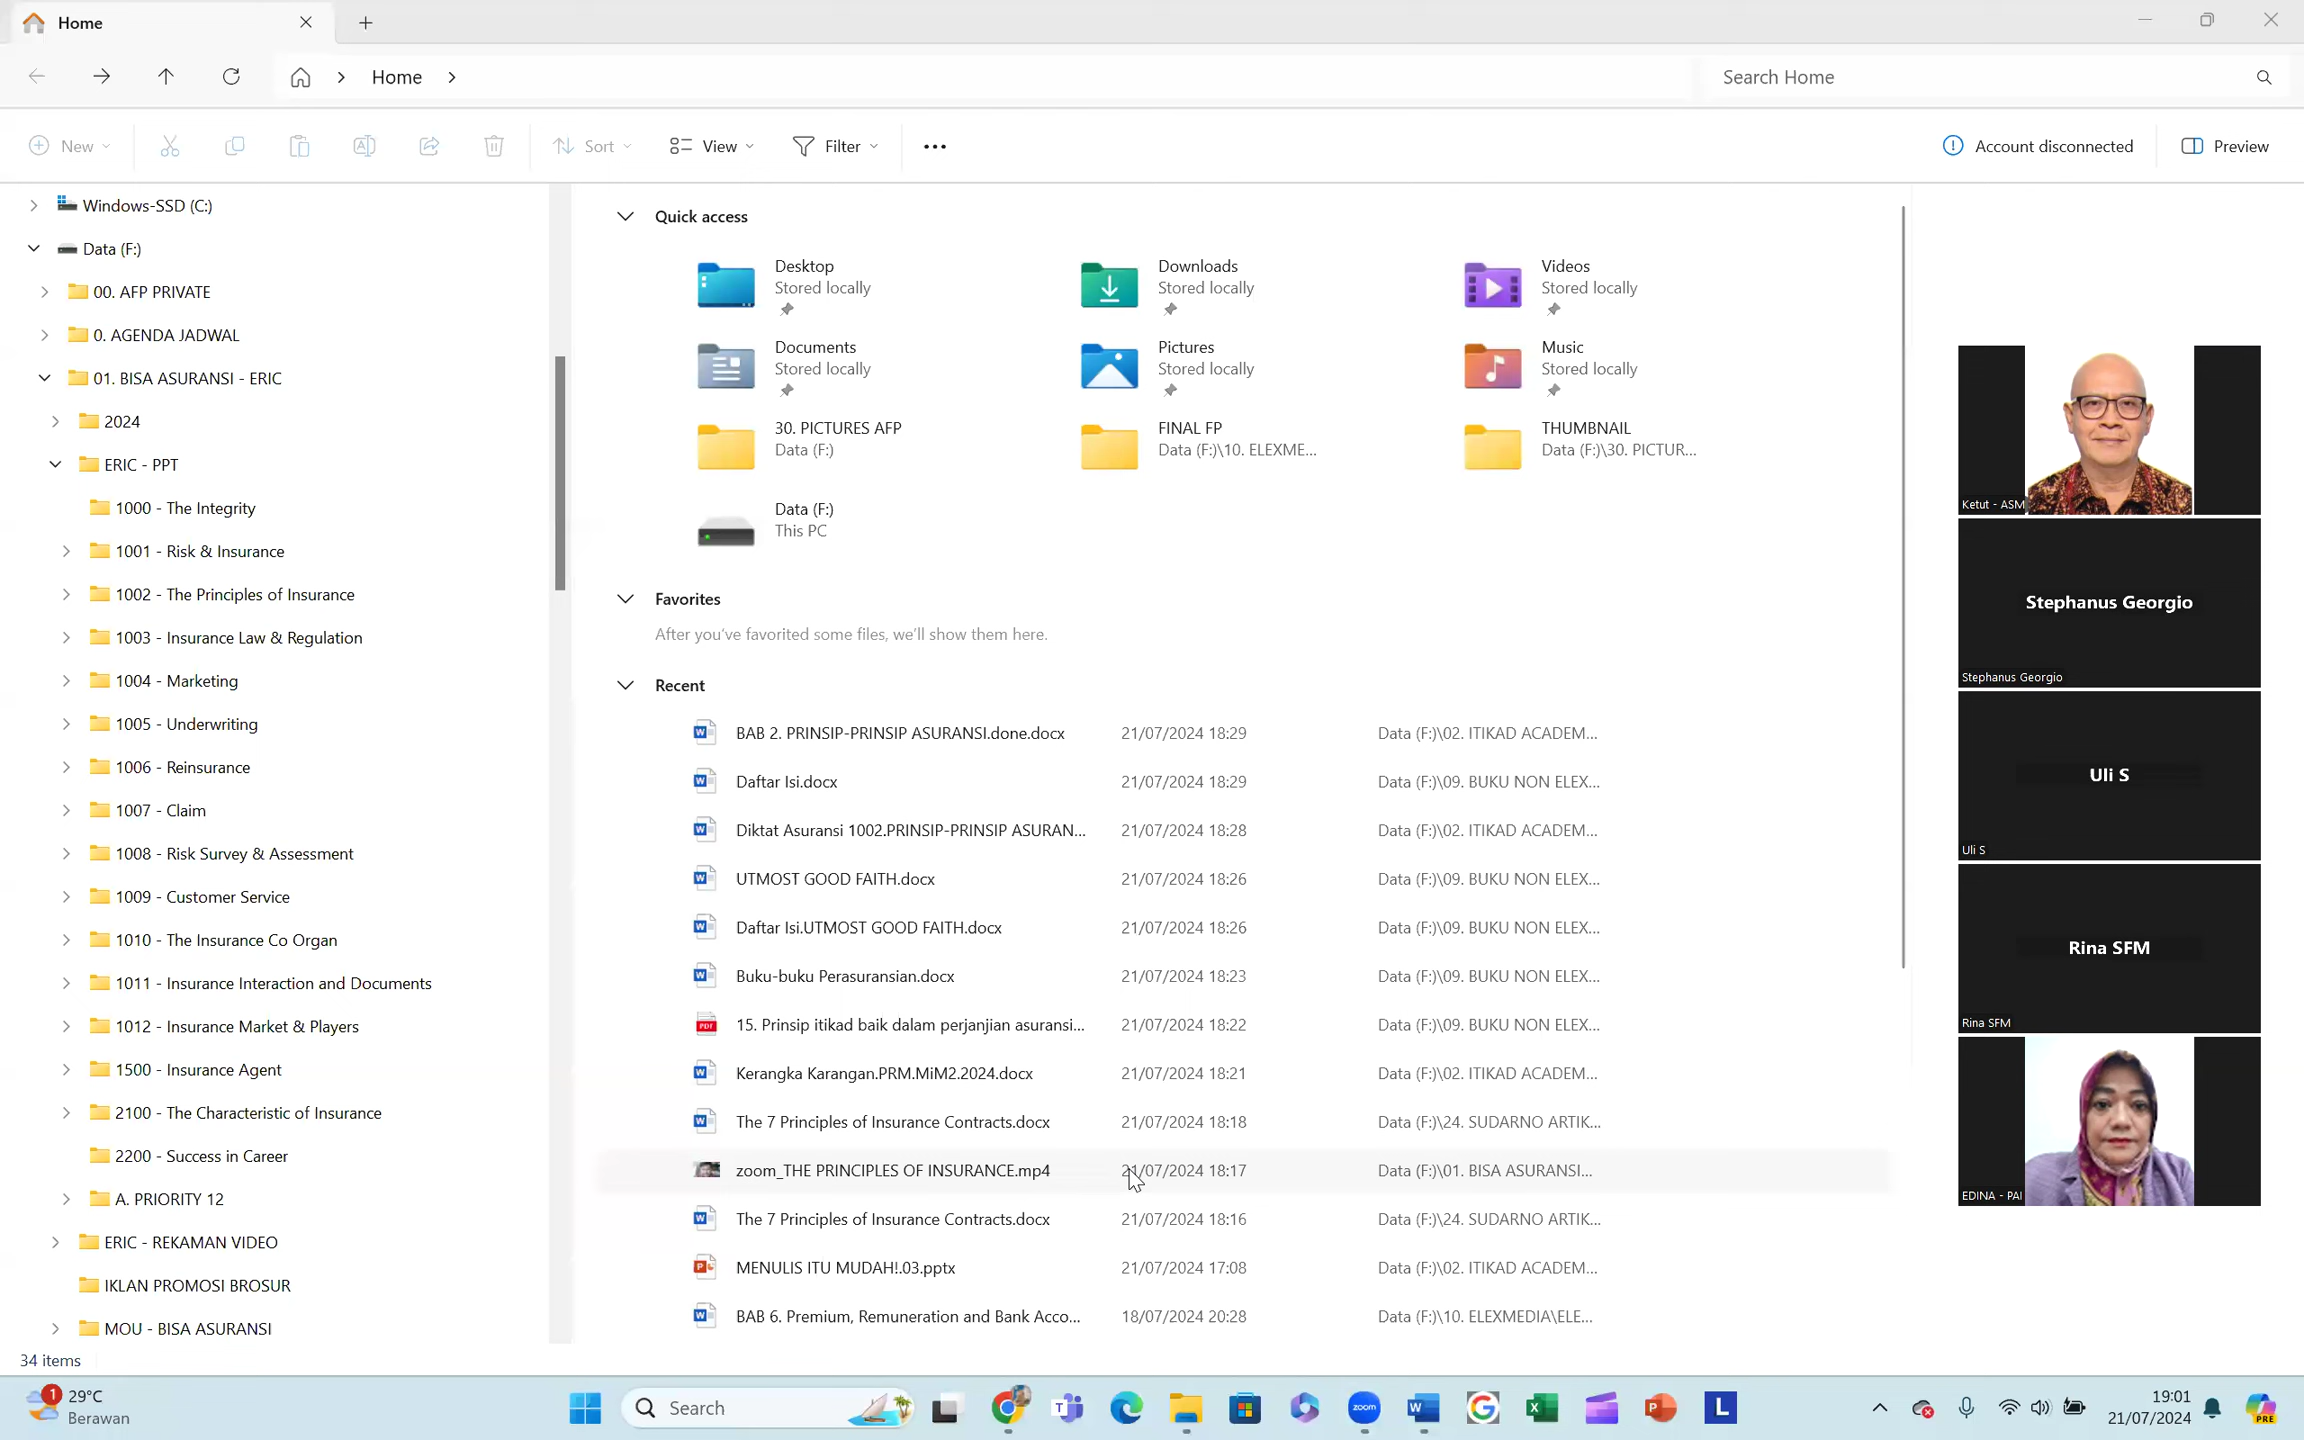 Home
Home
Search Home
New
Sort
View
Filter
Account disconnected
Preview
Windows-SSD (C:)
Data (F:)
00. AFP PRIVATE
0. AGENDA JADWAL
01. BISA ASURANSI - ERIC
2024
ERIC - PPT
1000 - The Integrity
1001 - Risk & Insurance
1002 - The Principles of Insurance
1003 - Insurance Law & Regulation
1004 - Marketing
1005 - Underwriting
1006 - Reinsurance
1007 - Claim
1008 - Risk Survey & Assessment
1009 - Customer Service
1010 - The Insurance Co Organ
1011 - Insurance Interaction and Documents
1012 - Insurance Market & Players
1500 - Insurance Agent
2100 - The Characteristic of Insurance
2200 - Success in Career
A. PRIORITY 12
ERIC - REKAMAN VIDEO
IKLAN PROMOSI BROSUR
MOU - BISA ASURANSI
34 items
Quick access
Desktop
Stored locally
Downloads
Stored locally
Videos
Stored locally
Documents
Stored locally
Pictures
Stored locally
Music
Stored locally
30. PICTURES AFP
Data (F:)
FINAL FP
Data (F:)\10. ELEXME...
THUMBNAIL
Data (F:)\30. PICTUR...
Data (F:)
This PC
Favorites
After you've favorited some files, we'll show them here.
Recent
BAB 2. PRINSIP-PRINSIP ASURANSI.done.docx 21/07/2024 18:29 Data (F:)\02. ITIKAD ACADEM...
Daftar Isi.docx 21/07/2024 18:29 Data (F:)\09. BUKU NON ELEX...
Diktat Asuransi 1002.PRINSIP-PRINSIP ASURAN... 21/07/2024 18:28 Data (F:)\02. ITIKAD ACADEM...
UTMOST GOOD FAITH.docx 21/07/2024 18:26 Data (F:)\09. BUKU NON ELEX...
Daftar Isi.UTMOST GOOD FAITH.docx 21/07/2024 18:26 Data (F:)\09. BUKU NON ELEX...
Buku-buku Perasuransian.docx 21/07/2024 18:23 Data (F:)\09. BUKU NON ELEX...
15. Prinsip itikad baik dalam perjanjian asuransi... 21/07/2024 18:22 Data (F:)\09. BUKU NON ELEX...
Kerangka Karangan.PRM.MiM2.2024.docx 21/07/2024 18:21 Data (F:)\02. ITIKAD ACADEM...
The 7 Principles of Insurance Contracts.docx 21/07/2024 18:18 Data (F:)\24. SUDARNO ARTIK...
zoom_THE PRINCIPLES OF INSURANCE.mp4 21/07/2024 18:17 Data (F:)\01. BISA ASURANSI...
The 7 Principles of Insurance Contracts.docx 21/07/2024 18:16 Data (F:)\24. SUDARNO ARTIK...
MENULIS ITU MUDAH!.03.pptx 21/07/2024 17:08 Data (F:)\02. ITIKAD ACADEM...
BAB 6. Premium, Remuneration and Bank Acco... 18/07/2024 20:28 Data (F:)\10. ELEXMEDIA\ELE...
Ketut - ASM
Stephanus Georgio
Stephanus Georgio
Uli S
Uli S
Rina SFM
Rina SFM
EDINA - PAI
1
29°C
Berawan
Search
zoom
L
19:01
21/07/2024
PRE